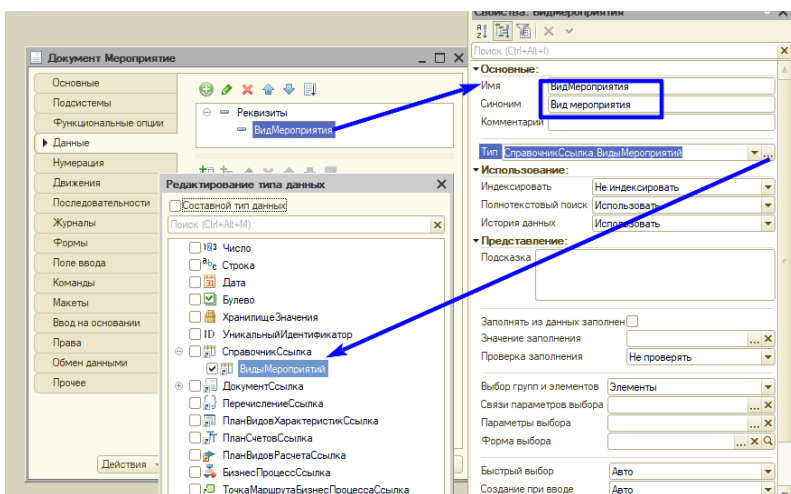 Документ Мероприятие
Основные
Подсистемы
Функциональные опции
Данные
Нумерация
Движения
Последовательности
Журналы
Формы
Поле ввода
Команды
Макеты
Ввод на основании
Права
Обмен данными
Прочее
Действия
Реквизиты
ВидМероприятия
Редактирование типа данных
Составной тип данных
Поиск (Ctrl+Alt+M)
Число
Строка
Дата
Булево
ХранилищеЗначения
УникальныйИдентификатор
СправочникСсылка
ВидыМероприятий
ДокументСсылка
ПеречислениеСсылка
ПланВидовХарактеристикСсылка
ПланСчетовСсылка
ПланВидовРасчетаСсылка
БизнесПроцессСсылка
ТочкаМаршрутаБизнесПроцессаСсылка
Свойства: ВидМероприятия
Поиск (Ctrl+Alt+I)
Основные:
Имя ВидМероприятия
Синоним Вид мероприятия
Комментарий
Тип СправочникСсылка.ВидыМероприятий
Использование:
Индексировать Не индексировать
Полнотекстовый поиск Использовать
История данных Использовать
Представление:
Подсказка
Заполнять из данных заполнен
Значение заполнения
Проверка заполнения Не проверять
Выбор групп и элементов Элементы
Связи параметров выбора
Параметры выбора
Форма выбора
Быстрый выбор Авто
Создание при вводе Авто